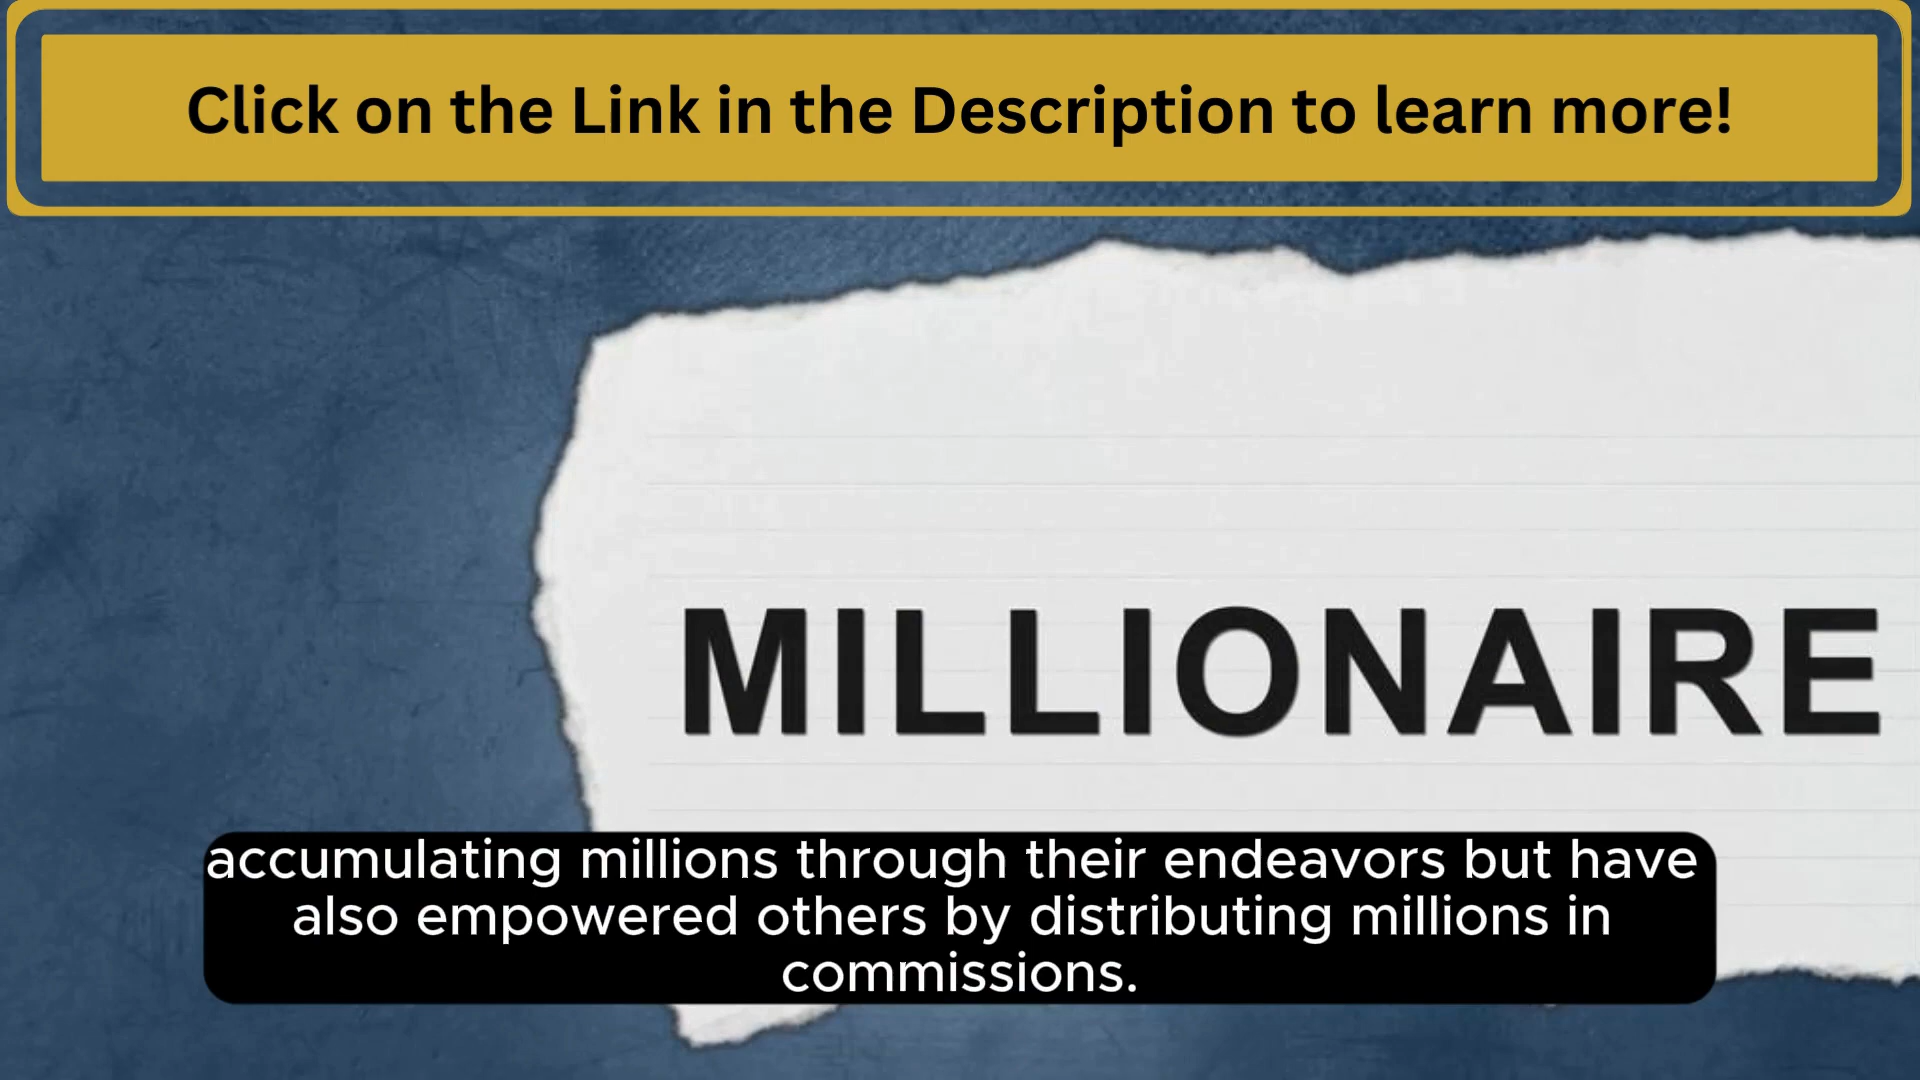 Click on the Link in the Description to learn more!
MILLIONAIRE
accumulating millions through their endeavors but have
also empowered others by distributing millions in
commissions.